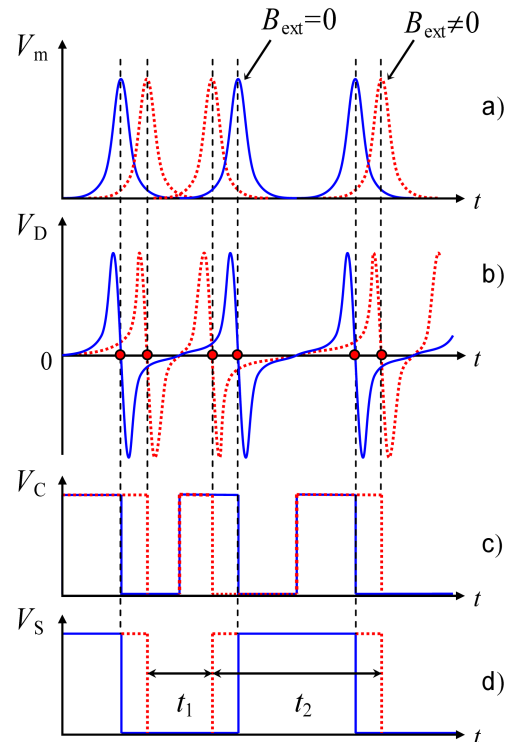 B_ext=0
B_ext≠0
V_m
a)
t
V_D
b)
0
t
V_C
c)
t
V_S
t_1
t_2
d)
t